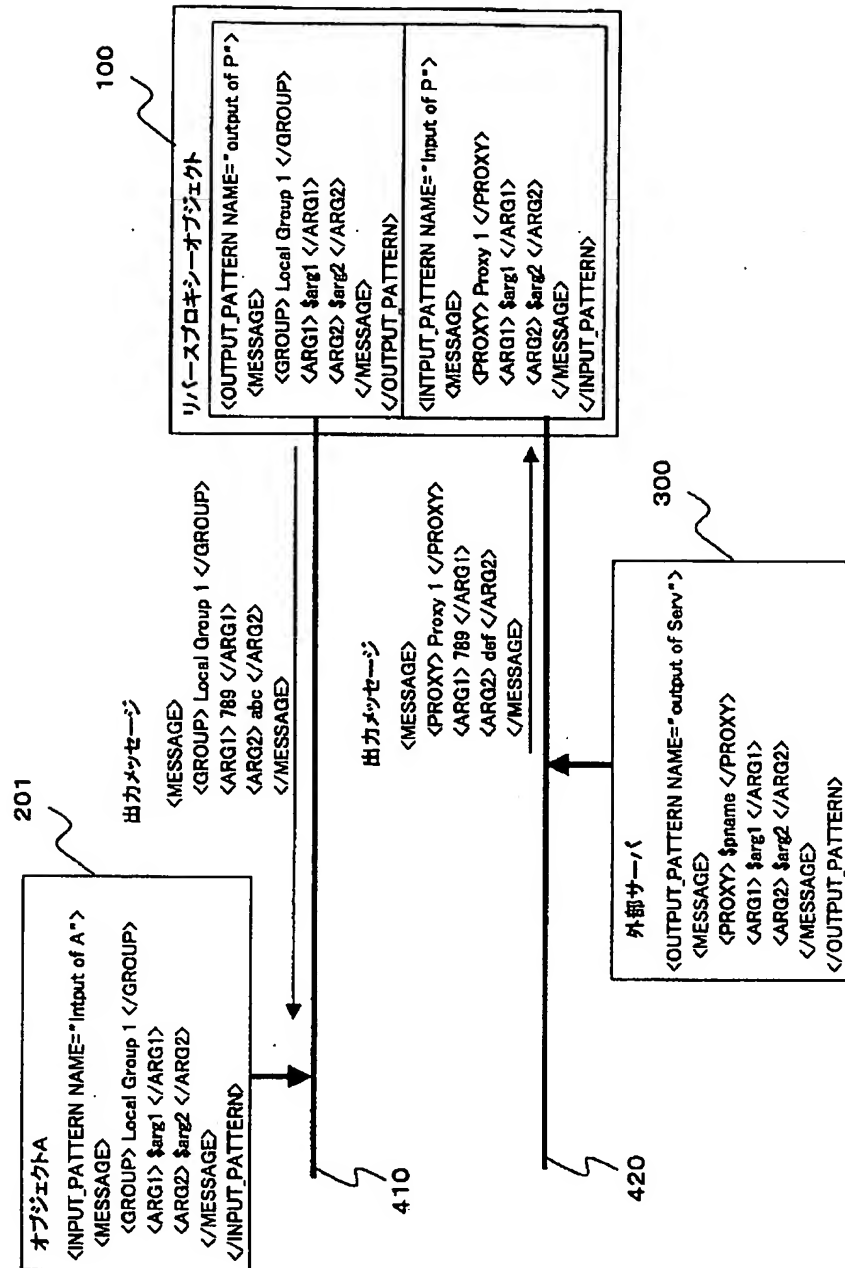 オブジェクトA
<INPUT_PATTERN NAME="Intput of A">
<MESSAGE>
<GROUP> Local Group 1 </GROUP>
<ARG1> $arg1 </ARG1>
<ARG2> $arg2 </ARG2>
</MESSAGE>
</INPUT_PATTERN>
201
出力メッセージ
<MESSAGE>
<GROUP> Local Group 1 </GROUP>
<ARG1> 789 </ARG1>
<ARG2> abc </ARG2>
</MESSAGE>
100
リバースプロキシーオブジェクト
<OUTPUT_PATTERN NAME="output of P">
<MESSAGE>
<GROUP> Local Group 1 </GROUP>
<ARG1> $arg1 </ARG1>
<ARG2> $arg2 </ARG2>
</MESSAGE>
</OUTPUT_PATTERN>
<INTPUT_PATTERN NAME="Input of P">
<MESSAGE>
<PROXY> Proxy 1 </PROXY>
<ARG1> $arg1 </ARG1>
<ARG2> $arg2 </ARG2>
</MESSAGE>
</INPUT_PATTERN>
410
出力メッセージ
<MESSAGE>
<PROXY> Proxy 1 </PROXY>
<ARG1> 789 </ARG1>
<ARG2> def </ARG2>
</MESSAGE>
420
300
外部サーバ
<OUTPUT_PATTERN NAME="output of Serv">
<MESSAGE>
<PROXY> $pname </PROXY>
<ARG1> $arg1 </ARG1>
<ARG2> $arg2 </ARG2>
</MESSAGE>
</OUTPUT_PATTERN>